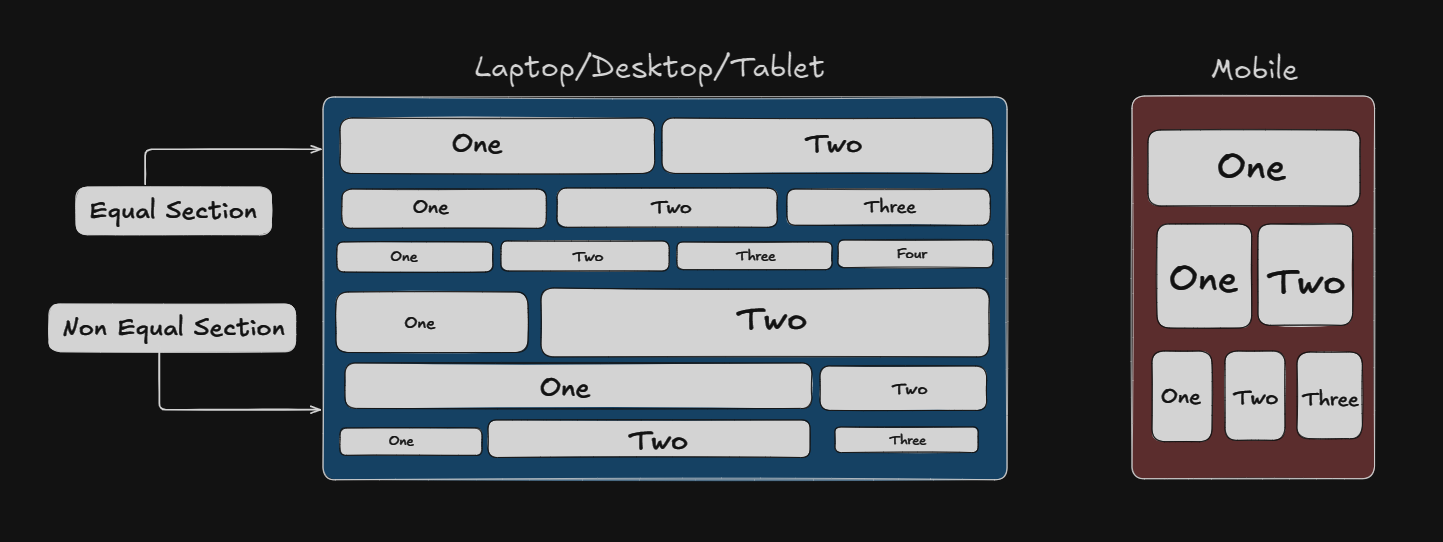 Laptop/Desktop/Tablet
One Two
One Two Three
One Two Three Four
One Two
One Two
One Two Three
Equal Section
Non Equal Section
Mobile
One
One Two
One Two Three